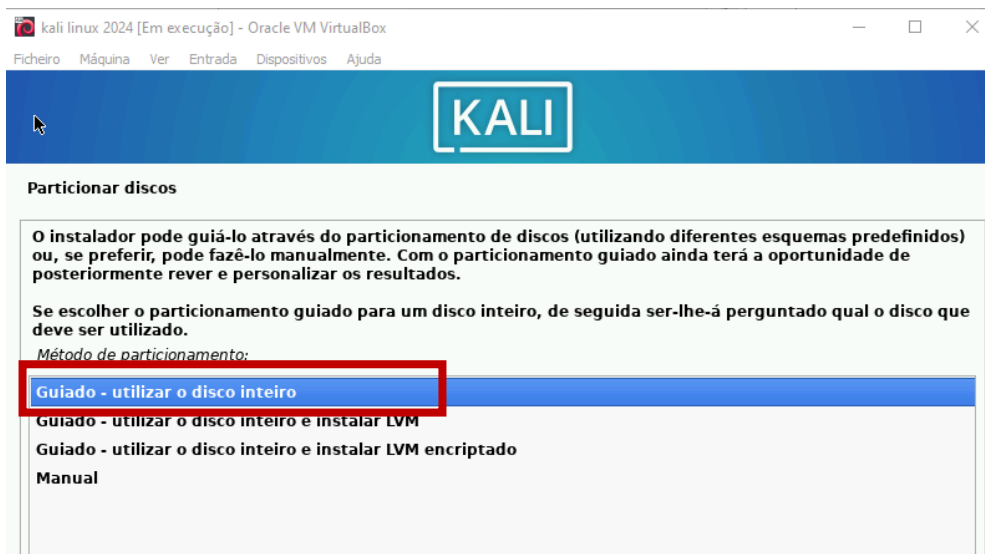 kali linux 2024 [Em execução] - Oracle VM VirtualBox
Ficheiro Máquina Ver Entrada Dispositivos Ajuda
KALI
Particionar discos
O instalador pode guiá-lo através do particionamento de discos (utilizando diferentes esquemas predefinidos)
ou, se preferir, pode fazê-lo manualmente. Com o particionamento guiado ainda terá a oportunidade de
posteriormente rever e personalizar os resultados.
Se escolher o particionamento guiado para um disco inteiro, de seguida ser-lhe-á perguntado qual o disco que
deve ser utilizado.
Método de particionamento:
Guiado - utilizar o disco inteiro
Guiado - utilizar o disco inteiro e instalar LVM
Guiado - utilizar o disco inteiro e instalar LVM encriptado
Manual